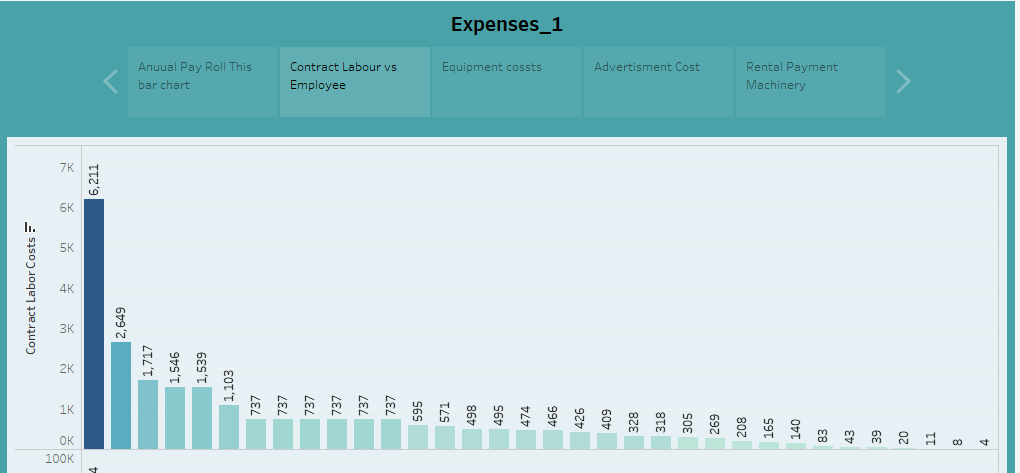 Expenses_1
Anuual Pay Roll This
bar chart
Contract Labour vs
Employee
Equipment cossts
Advertisment Cost
Rental Payment
Machinery
Contract Labor Costs
7K
6K
5K
4K
3K
2K
1K
0K
6,211
2,649
1,717
1,546
1,539
1,103
737
737
737
737
737
737
595
571
498
495
474
466
426
409
328
318
305
269
208
165
140
83
43
39
20
11
8
4
100K